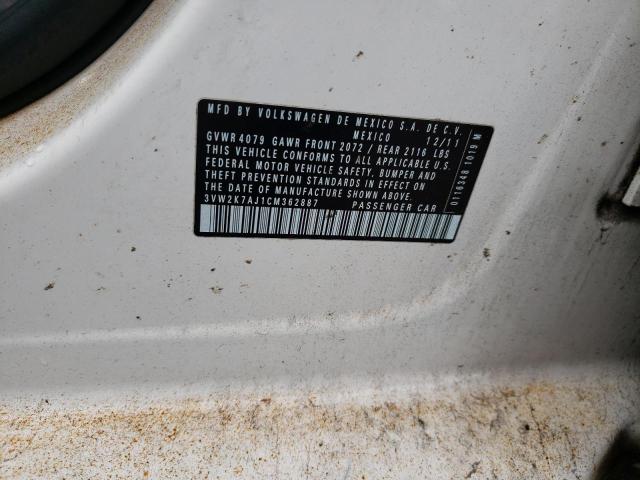 MFD BY VOLKSWAGEN DE MEXICO S.A. DE C.V.
MEXICO 12/11
GVWR 4079 GAWR FRONT 2072 / REAR 2116 LBS
THIS VEHICLE CONFORMS TO ALL APPLICABLE U.S.
FEDERAL MOTOR VEHICLE SAFETY, BUMPER AND
THEFT PREVENTION STANDARDS IN EFFECT ON
THE DATE OF MANUFACTURE SHOWN ABOVE.
3VW2K7AJ1CM362887 PASSENGER CAR
0116348 1019 M